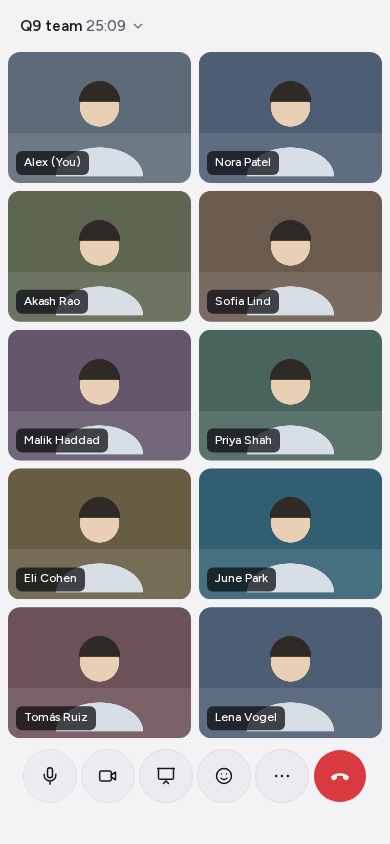 Q9 team 25:09
Alex (You)
Nora Patel
Akash Rao
Sofia Lind
Malik Haddad
Priya Shah
Eli Cohen
June Park
Tomás Ruiz
Lena Vogel